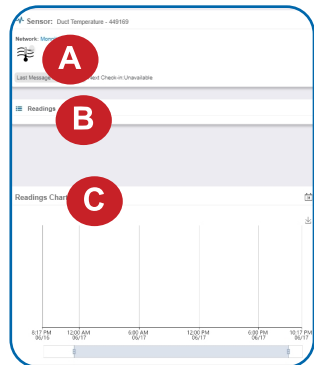 Sensor: Duct Temperature - 449169
Network:
A
Last Message
Check-in:Unavailable
Readings
B
Readings Chart
C
8:17 PM 12:00 AM 6:00 AM 12:00 PM 6:00 PM 10:17 PM
06/16 06/17 06/17 06/17 06/17 06/17